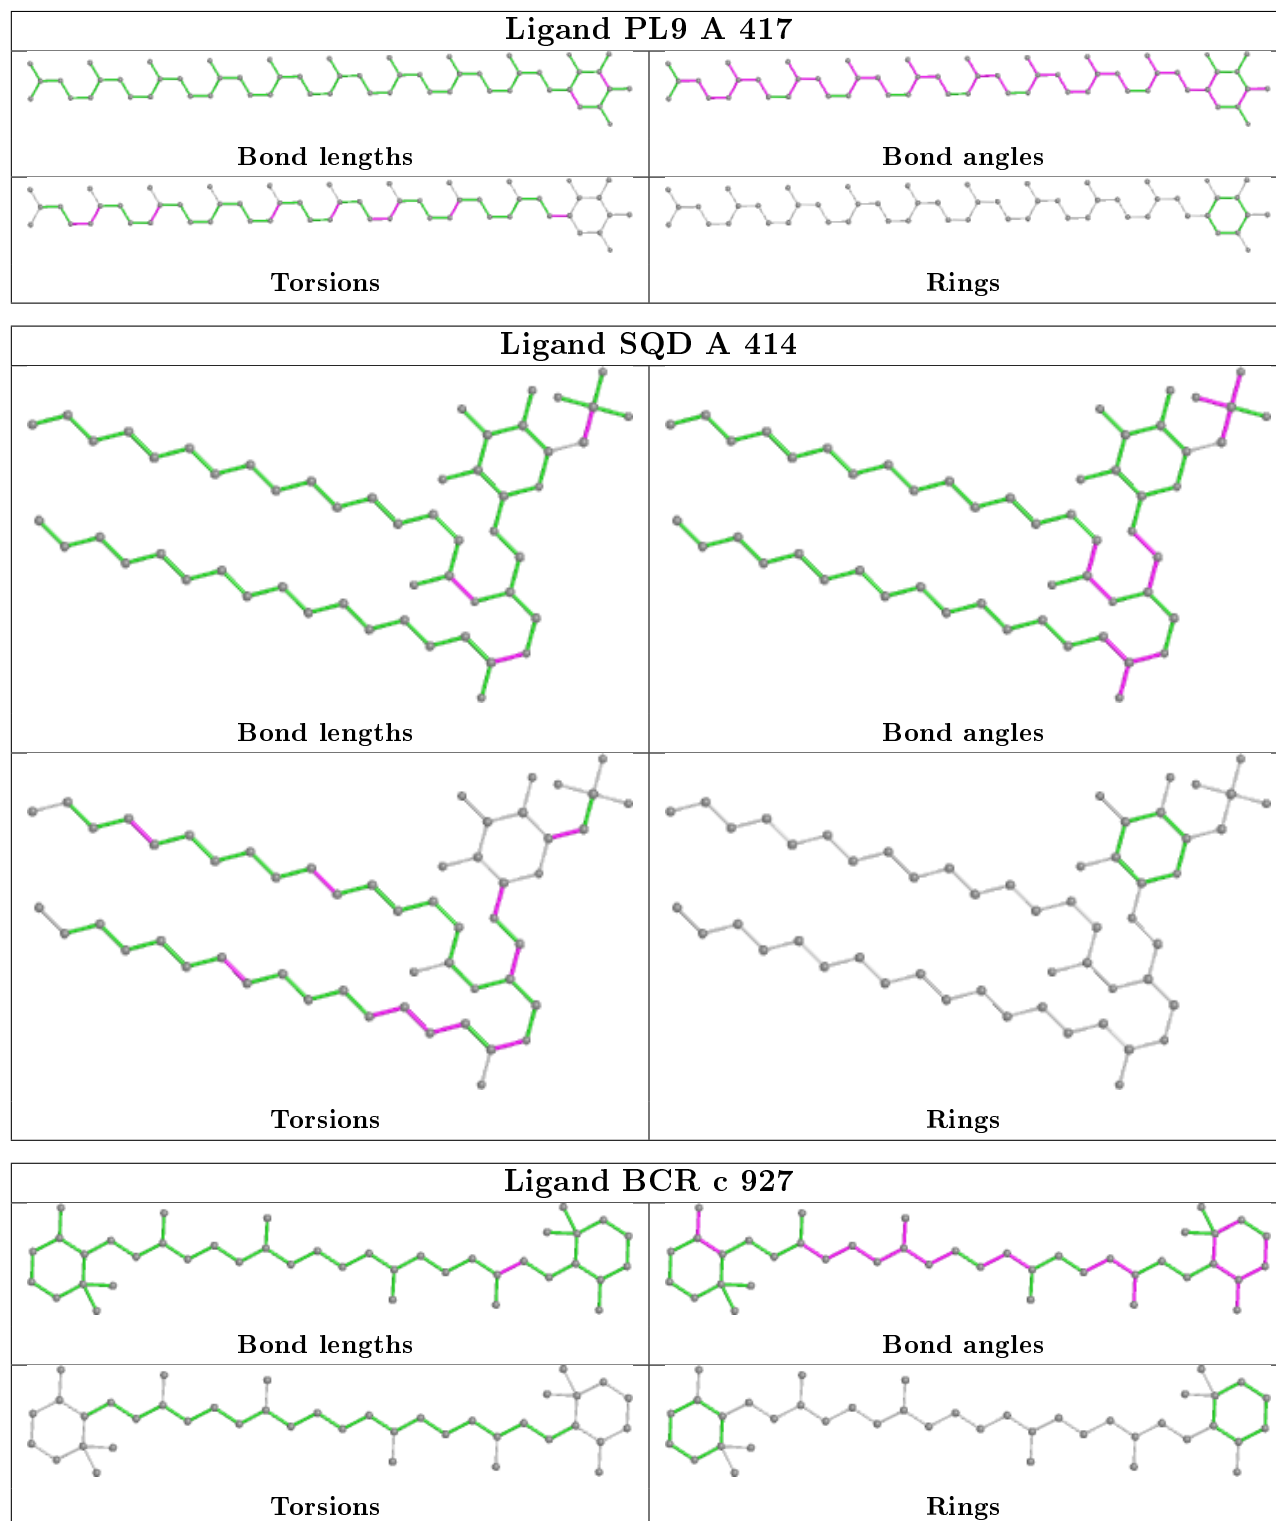 Ligand PL9 A 417
Bond lengths
Bond angles
Torsions
Rings
Ligand SQD A 414
Bond lengths
Bond angles
Torsions
Rings
Ligand BCR c 927
Bond lengths
Bond angles
Torsions
Rings